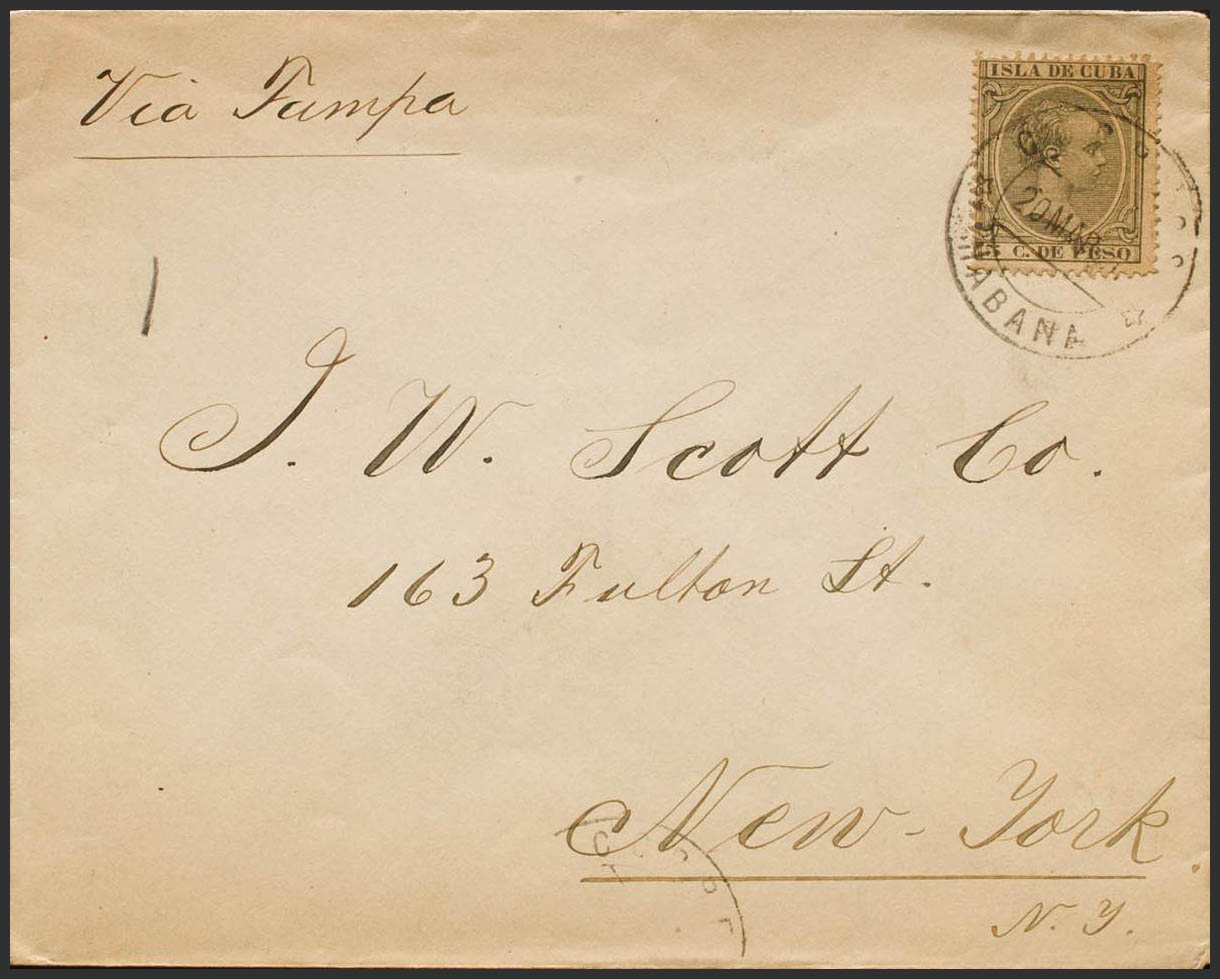 Via Tampa
ISLA DE CUBA
C. DE PESO
20 MAR
HABANA
J. W. Scott Co.
163 Fulton St.
New-York.
N. Y.